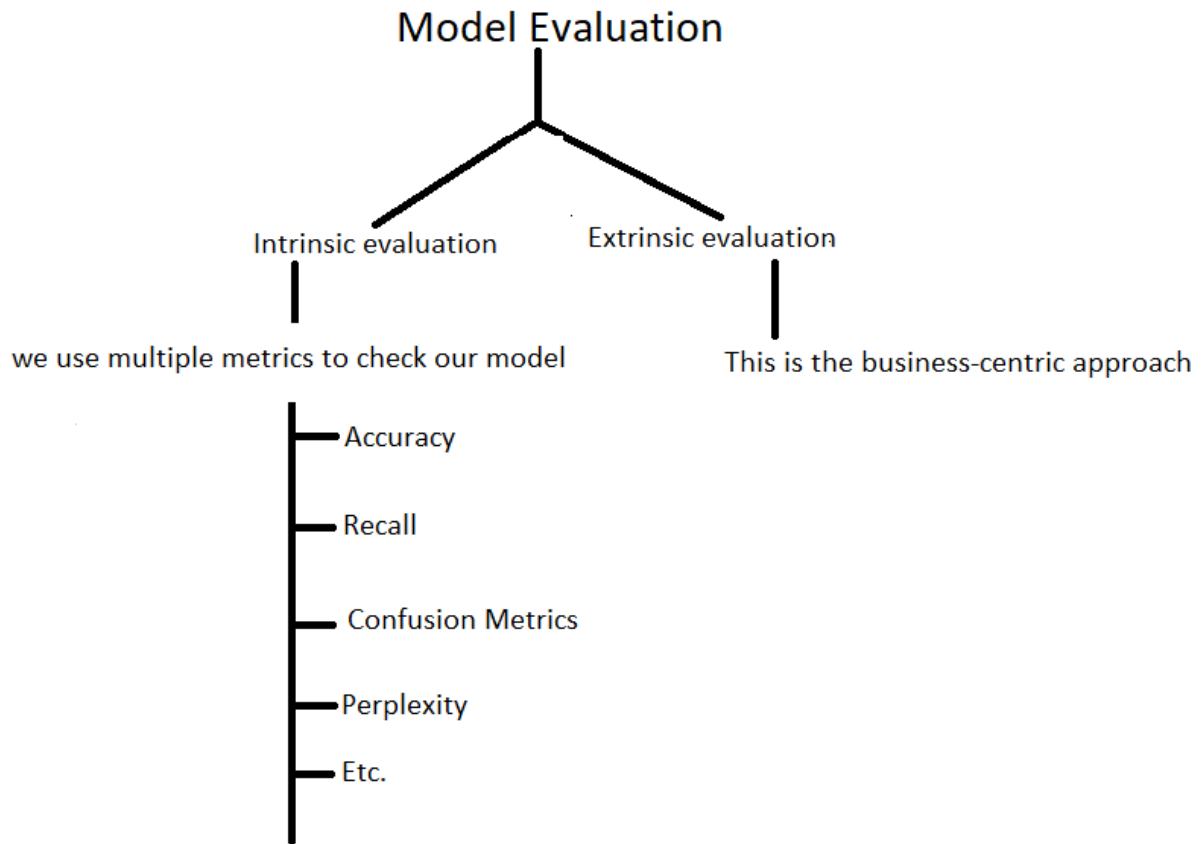 Model Evaluation
Intrinsic evaluation
Extrinsic evaluation
we use multiple metrics to check our model
This is the business-centric approach
Accuracy
Recall
Confusion Metrics
Perplexity
Etc.